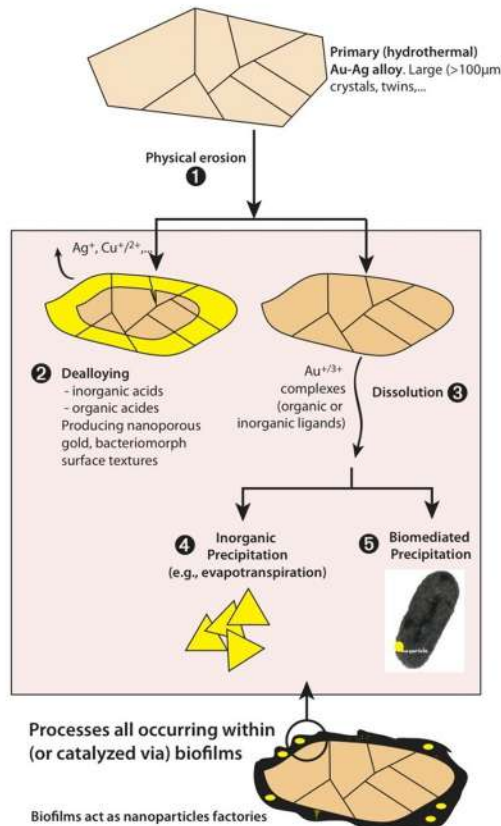 Primary (hydrothermal)
Au-Ag alloy. Large (>100µm
crystals, twins,...
Physical erosion
1
Ag⁺, Cu⁺/²⁺,...
2 Dealloying
- inorganic acids
- organic acides
Producing nanoporous
gold, bacteriomorph
surface textures
Au⁺/³⁺
complexes
(organic or
inorganic ligands)
Dissolution 3
4 Inorganic
Precipitation
(e.g., evapotranspiration)
5 Biomediated
Precipitation
Processes all occurring within
(or catalyzed via) biofilms
Biofilms act as nanoparticles factories